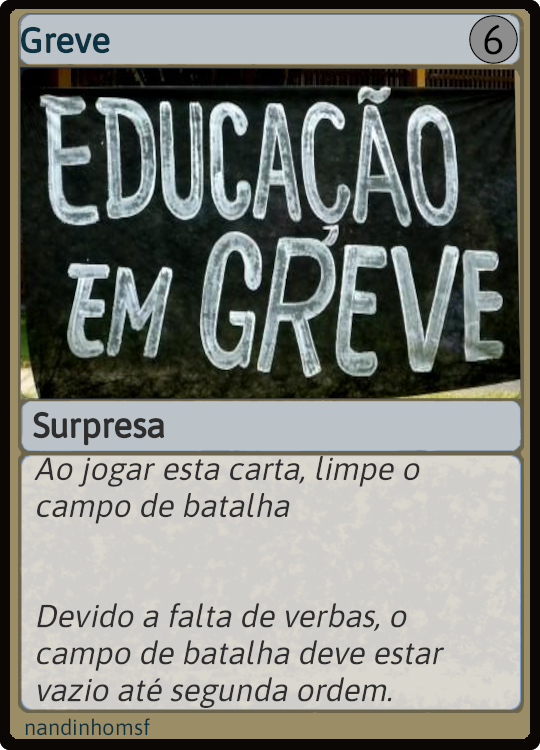 Greve
6
EDUCAÇÃO
EM GREVE
Surpresa
Ao jogar esta carta, limpe o
campo de batalha
Devido a falta de verbas, o
campo de batalha deve estar
vazio até segunda ordem.
nandinhomsf